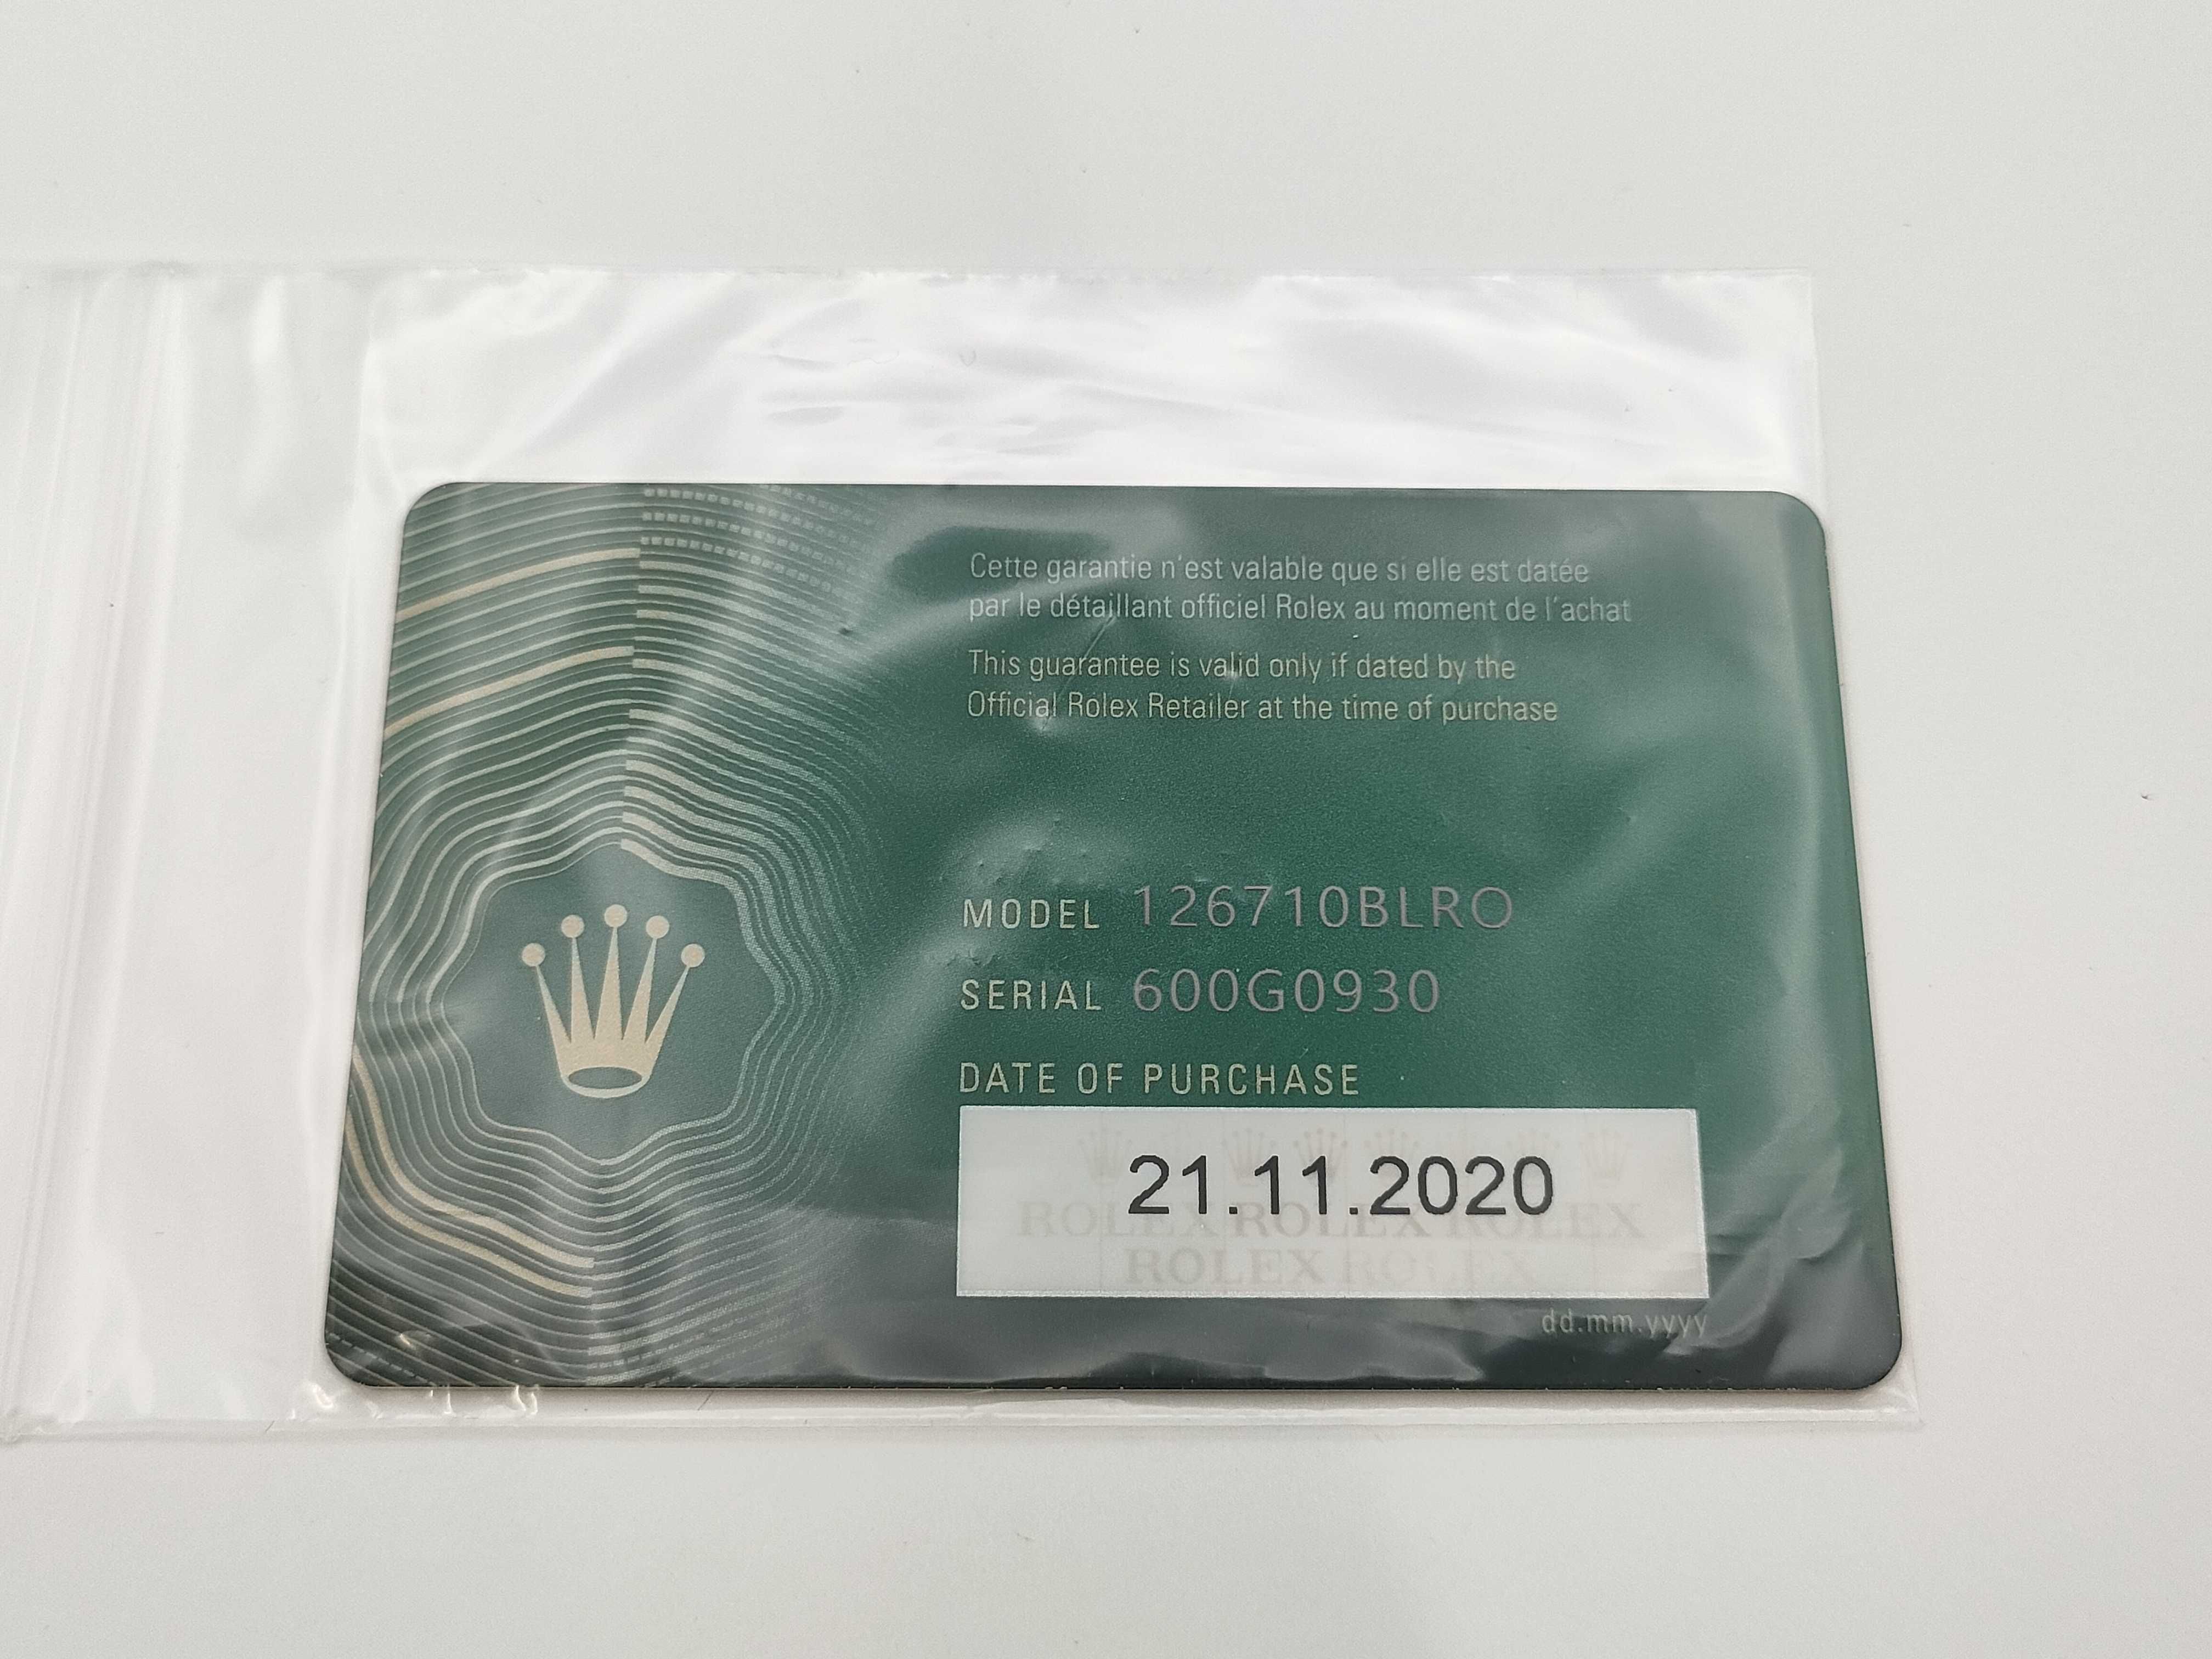 Cette garantie n'est valable que si elle est datée
par le détaillant officiel Rolex au moment de l'achat
This guarantee is valid only if dated by the
Official Rolex Retailer at the time of purchase
MODEL 126710BLRO
SERIAL 600G0930
DATE OF PURCHASE
21.11.2020
ROLEX ROLEX ROLEX
ROLEX ROLEX
dd.mm.yyyy